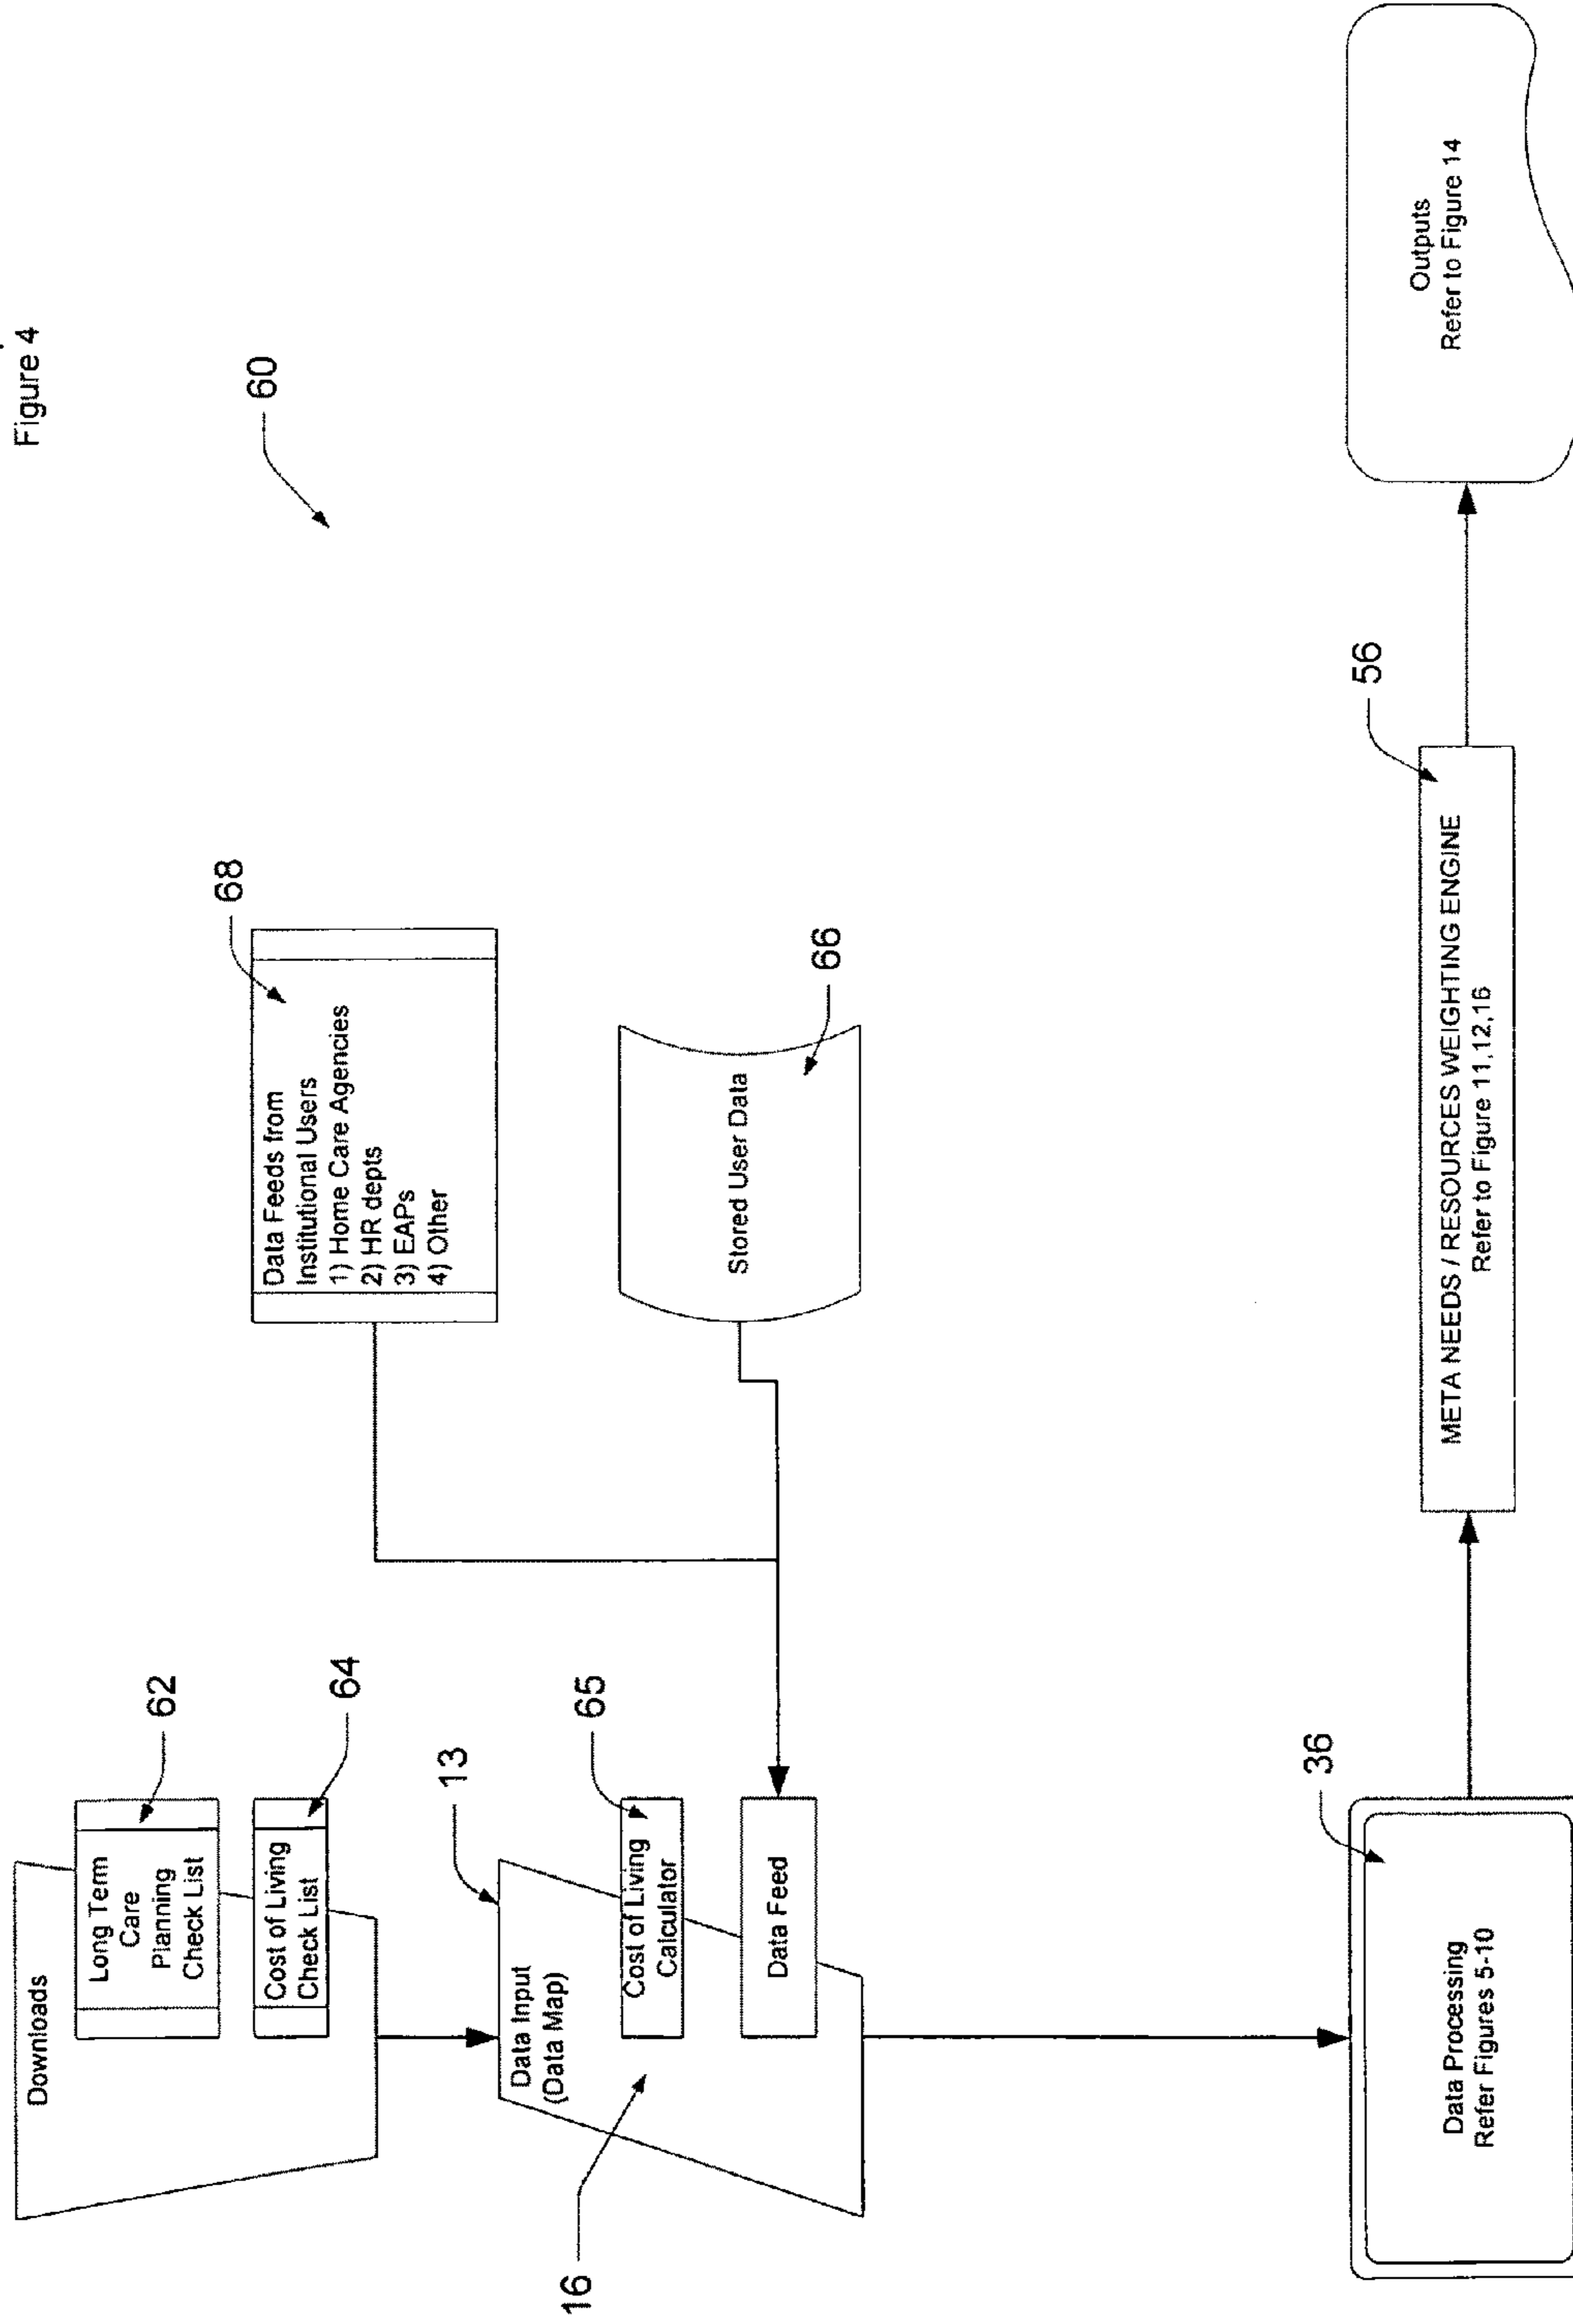 Figure 4
60
Downloads
Long Term
Care
Planning
Check List
62
Cost of Living
Check List
64
68
Data Feeds from
Institutional Users
1) Home Care Agencies
2) HR depts
3) EAPs
4) Other
13
Data Input
(Data Map)
16
65
Cost of Living
Calculator
Data Feed
66
Stored User Data
36
Data Processing
Refer Figures 5-10
56
META NEEDS / RESOURCES WEIGHTING ENGINE
Refer to Figure 11,12,16
Outputs
Refer to Figure 14